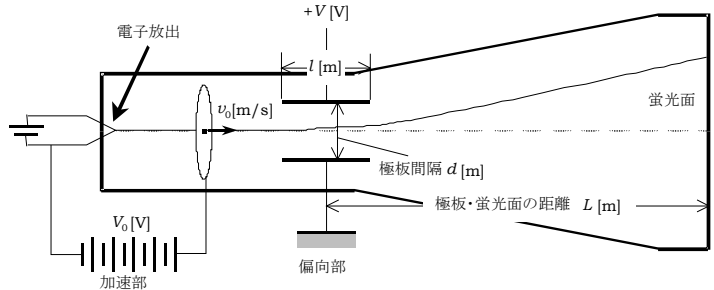 +V [V]
電子放出
l [m]
υ₀[m/s]
蛍光面
極板間隔 d [m]
極板・蛍光面の距離 L [m]
V₀ [V]
加速部
偏向部